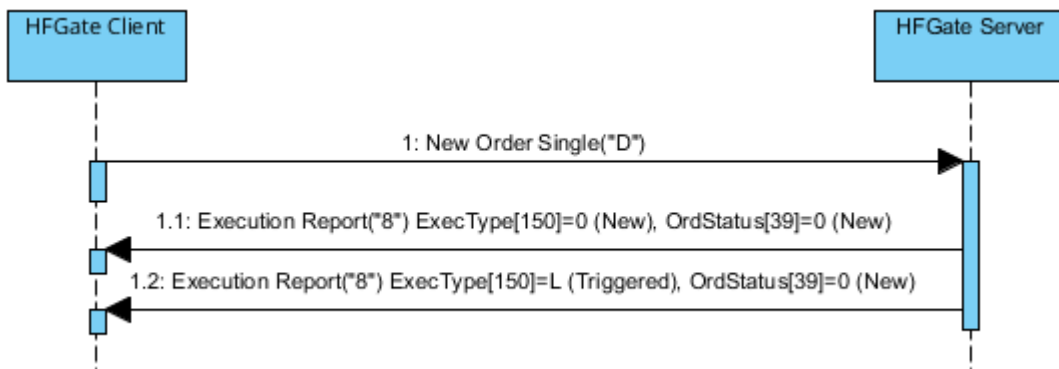 HFGate Client
HFGate Server
1: New Order Single("D")
1.1: Execution Report("8") ExecType[150]=0 (New), OrdStatus[39]=0 (New)
1.2: Execution Report("8") ExecType[150]=L (Triggered), OrdStatus[39]=0 (New)